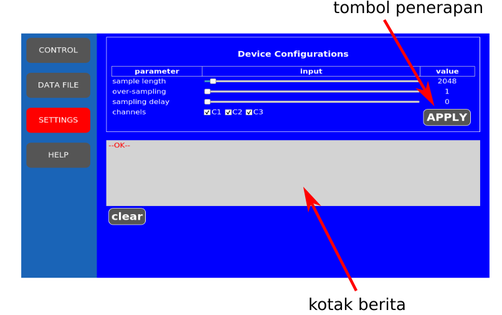 tombol penerapan
CONTROL
DATA FILE
SETTINGS
HELP
Device Configurations
parameter input value
sample length 2048
over-sampling 1
sampling delay 0
channels C1 C2 C3
APPLY
--OK--
clear
kotak berita